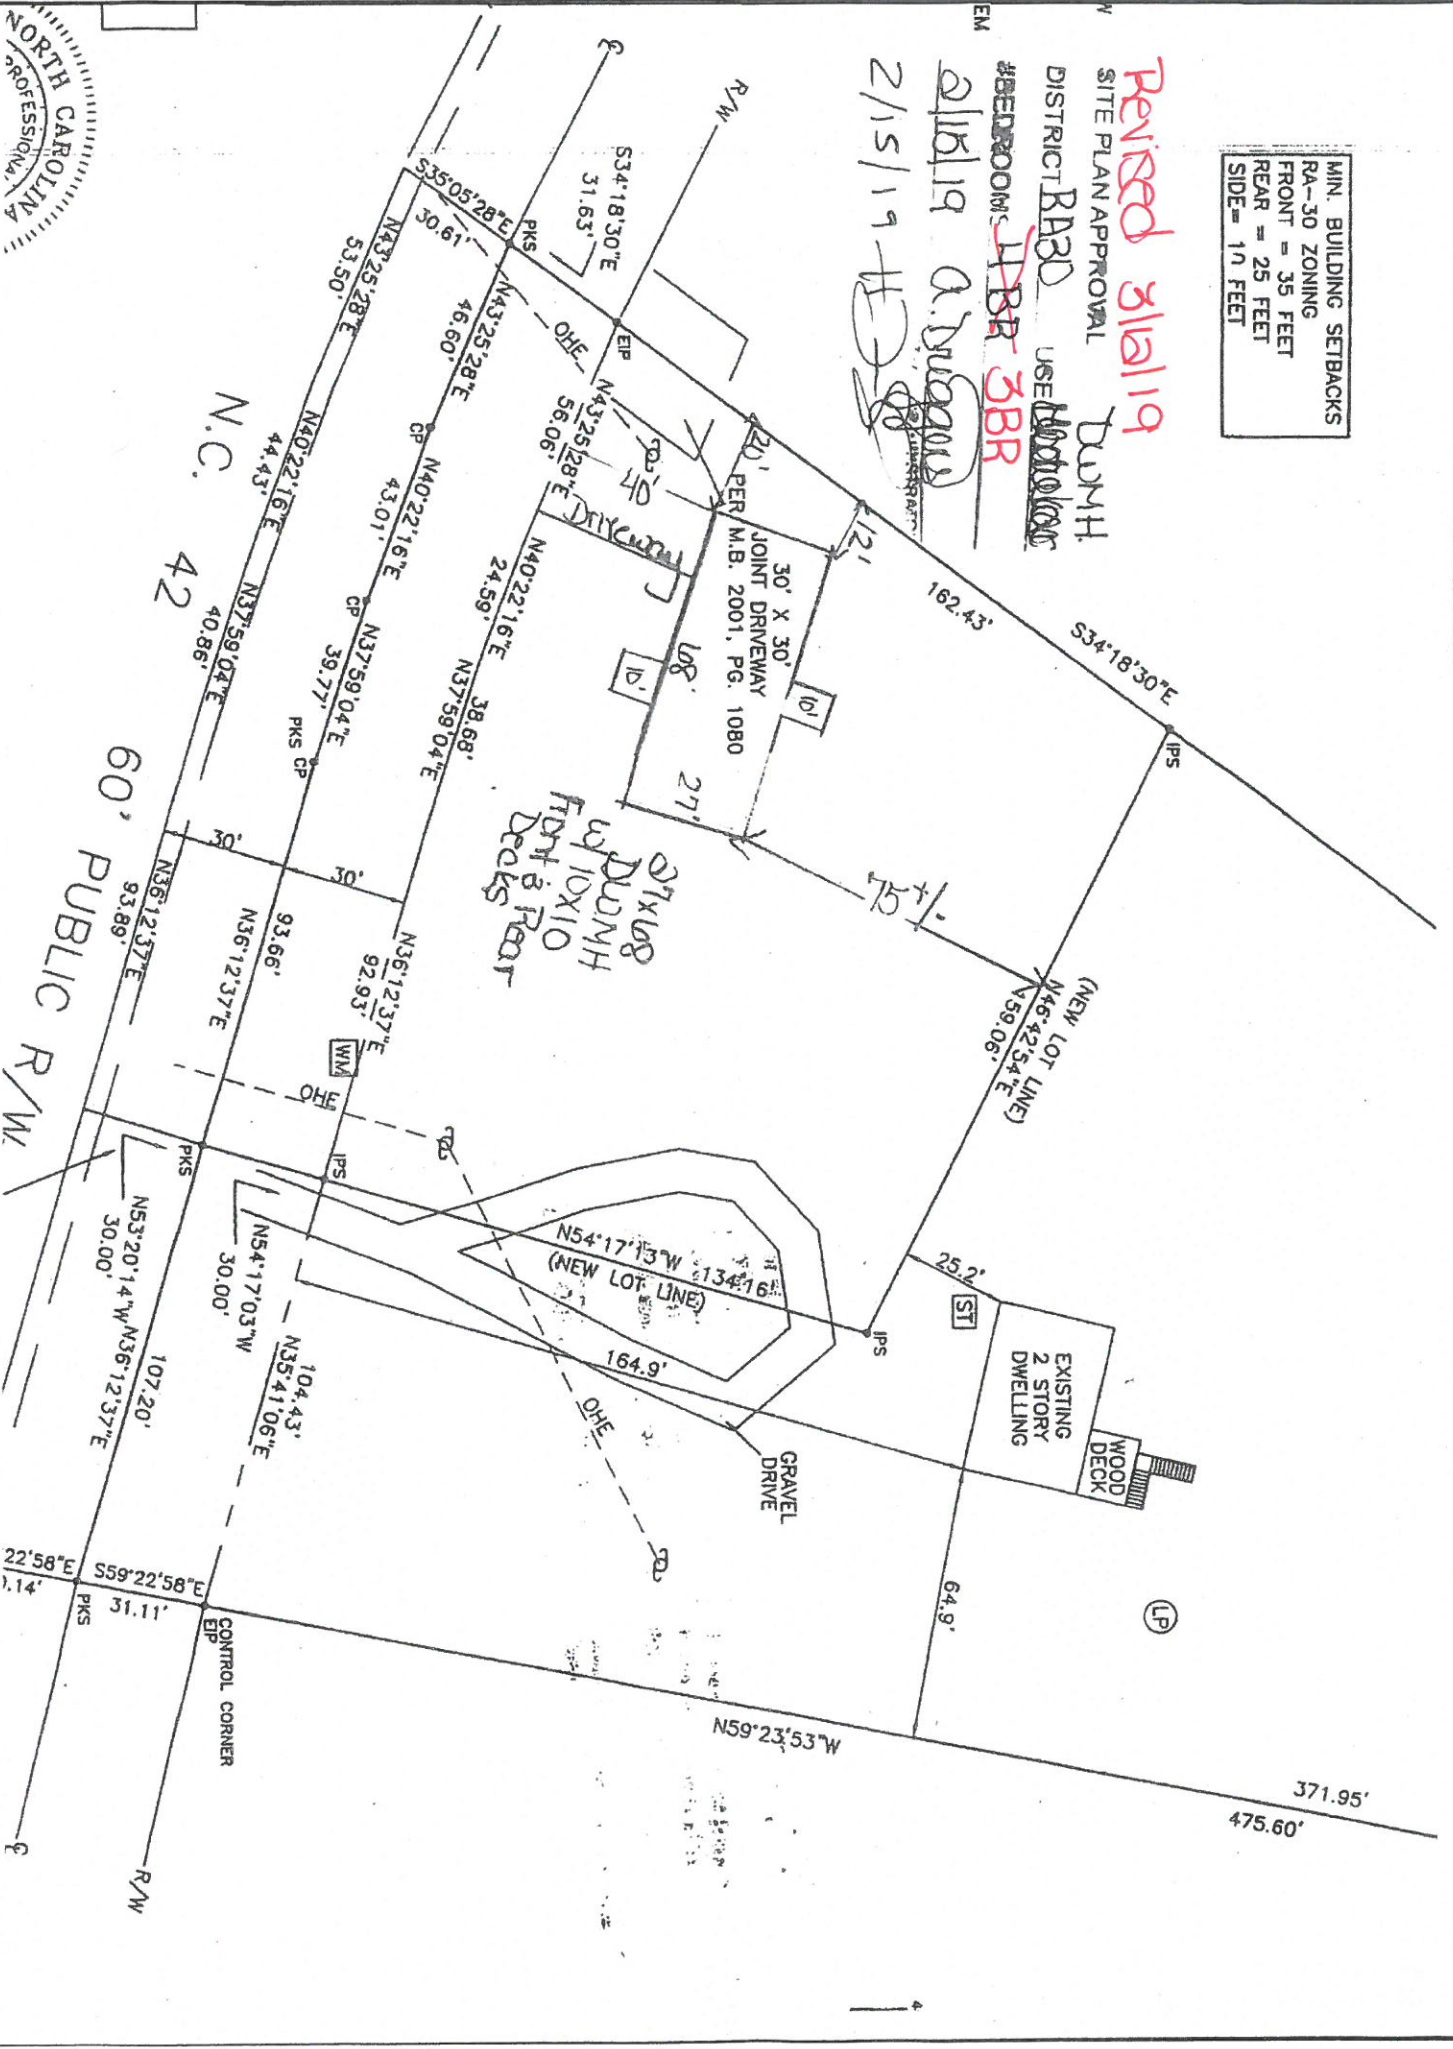 MIN. BUILDING SETBACKS
RA-30 ZONING
FRONT = 35 FEET
REAR = 25 FEET
SIDE= 10 FEET
Revised 3/12/19
SITE PLAN APPROVAL
DISTRICT RA30 USE DWMH
#BEDROOMS 4BR 3BR
2/15/19
EM
R/W
S34°18'30"E
31.63'
S35°05'28"E
30.61'
PKS
EIP
OHE
N43°25'28"E
53.50'
N43°25'28"E
46.60'
N43°25'28"E
56.06'
CP
N40°22'16"E
44.43'
N40°22'16"E
43.01'
N40°22'16"E
24.59'
CP
N37°59'04"E
40.86'
N37°59'04"E
39.77'
38.68'
N37°59'04"E
PKS CP
20'
12'
40'
Driveway
30' X 30'
JOINT DRIVEWAY
PER M.B. 2001, PG. 1080
68'
10'
10'
27'
162.43'
S34°18'30"E
IPS
75 +/-
27x68
DWMH
w/ 10x10
Front & Rear
Decks
(NEW LOT LINE)
N46°42'54"E
159.06'
N.C. 42
60' PUBLIC R/W
30'
30'
N36°12'37"E
93.89'
93.66'
N36°12'37"E
N36°12'37"E
92.93'
WM
OHE
PKS
IPS
N53°20'14"W
30.00'
N54°17'03"W
30.00'
N54°17'13"W 134.16'
(NEW LOT LINE)
IPS
25.2'
ST
EXISTING
2 STORY
DWELLING
WOOD
DECK
164.9'
OHE
GRAVEL
DRIVE
64.9'
LP
107.20'
N36°12'37"E
104.43'
N35°41'06"E
22'58"E
.14'
S59°22'58"E
31.11'
PKS
EIP
CONTROL CORNER
N59°23'53"W
371.95'
475.60'
R/W
NORTH CAROLINA
PROFESSIONAL